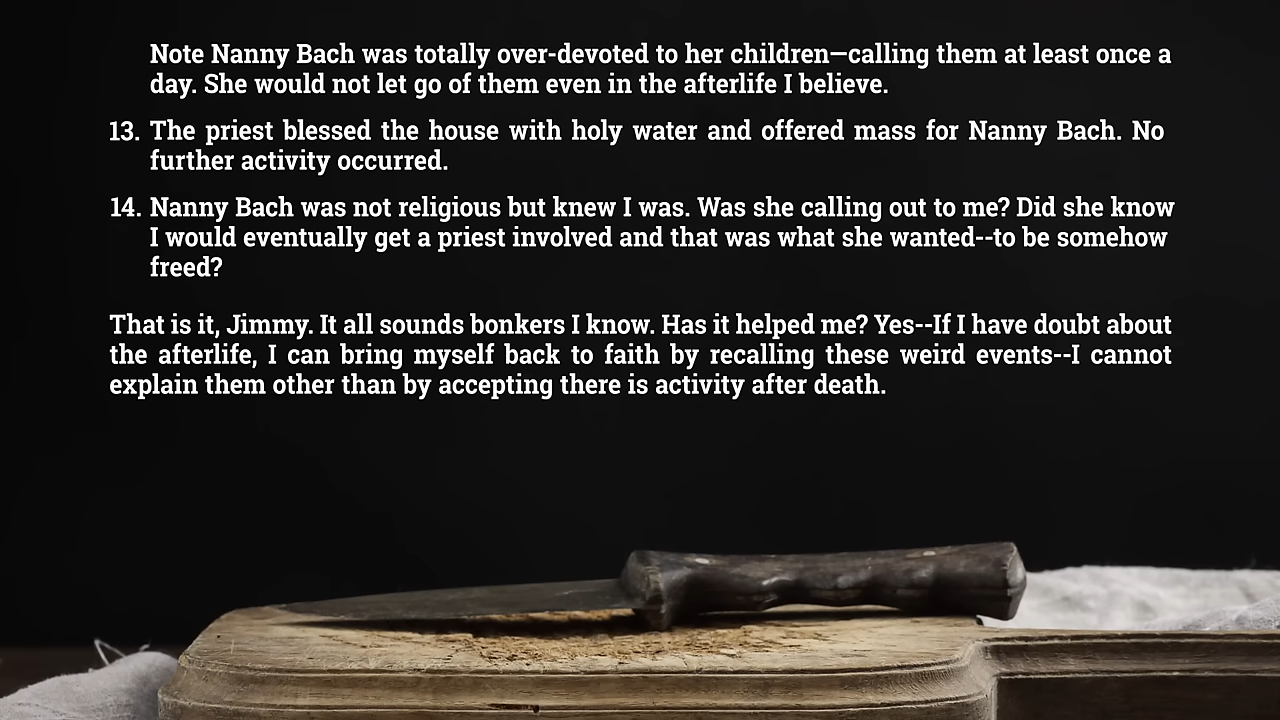 Note Nanny Bach was totally over-devoted to her children—calling them at least once a
day. She would not let go of them even in the afterlife I believe.
13. The priest blessed the house with holy water and offered mass for Nanny Bach. No
further activity occurred.
14. Nanny Bach was not religious but knew I was. Was she calling out to me? Did she know
I would eventually get a priest involved and that was what she wanted--to be somehow
freed?
That is it, Jimmy. It all sounds bonkers I know. Has it helped me? Yes--If I have doubt about
the afterlife, I can bring myself back to faith by recalling these weird events--I cannot
explain them other than by accepting there is activity after death.